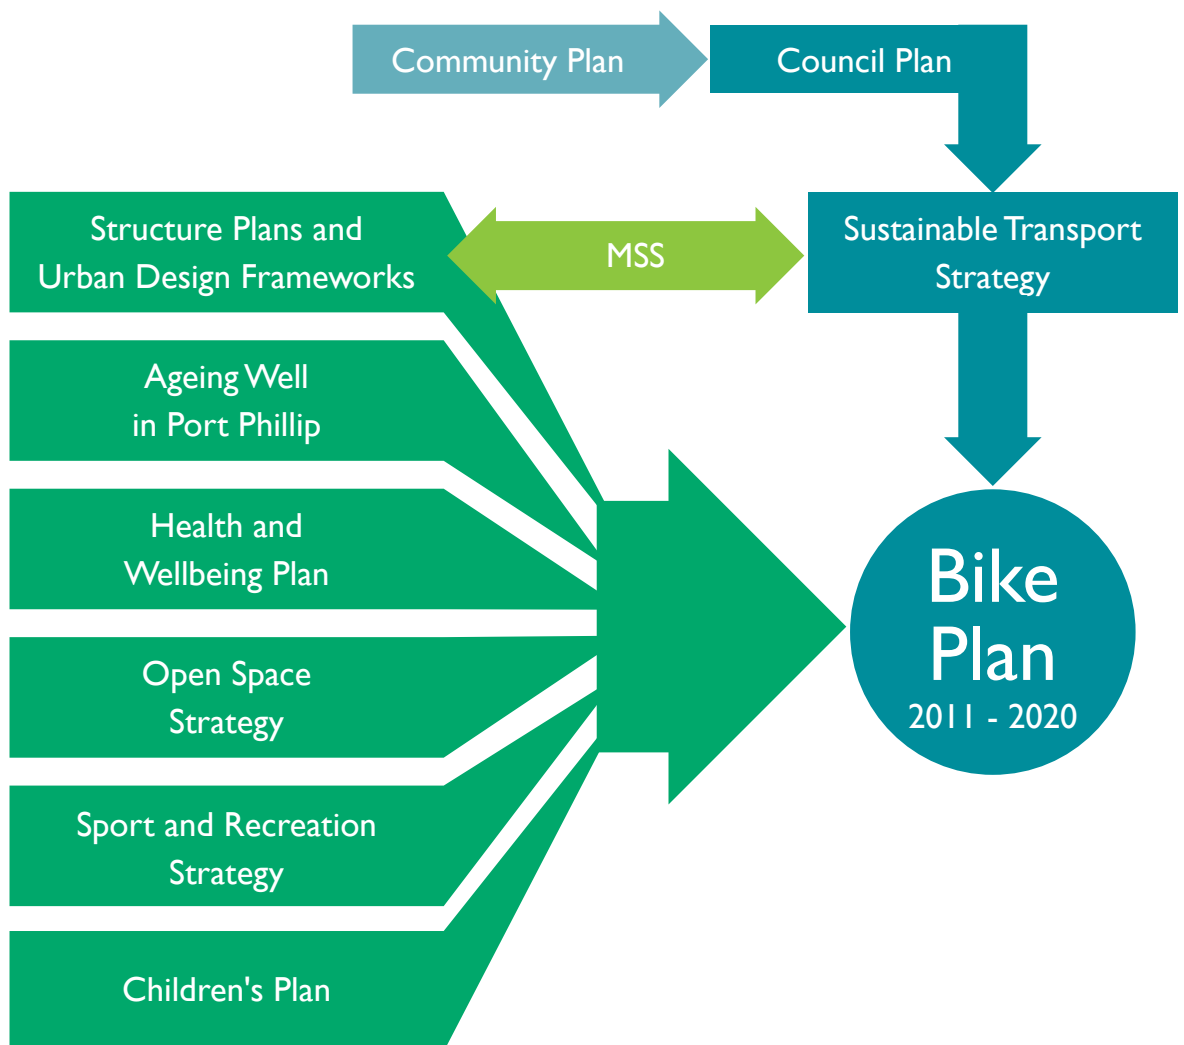 Community Plan
Council Plan
Structure Plans and
Urban Design Frameworks
MSS
Sustainable Transport
Strategy
Ageing Well
in Port Phillip
Health and
Wellbeing Plan
Open Space
Strategy
Sport and Recreation
Strategy
Children's Plan
Bike
Plan
2011 - 2020